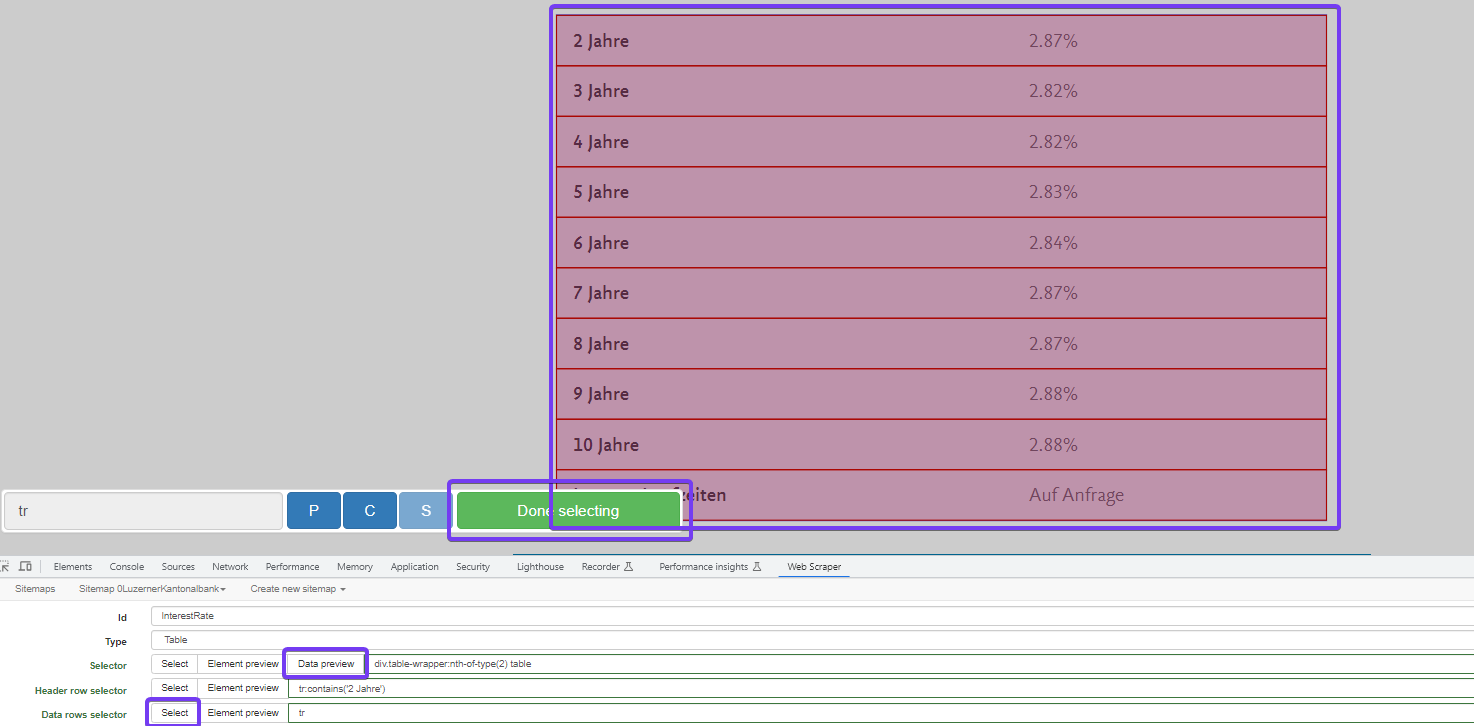 2 Jahre 2.87%
3 Jahre 2.82%
4 Jahre 2.82%
5 Jahre 2.83%
6 Jahre 2.84%
7 Jahre 2.87%
8 Jahre 2.87%
9 Jahre 2.88%
10 Jahre 2.88%
zeiten Auf Anfrage
tr P C S Done selecting
Elements Console Sources Network Performance Memory Application Security Lighthouse Recorder Performance insights Web Scraper
Sitemaps Sitemap 0LuzernerKantonalbank Create new sitemap
Id InterestRate
Type Table
Selector Select Element preview Data preview div.table-wrapper:nth-of-type(2) table
Header row selector Select Element preview tr:contains('2 Jahre')
Data rows selector Select Element preview tr